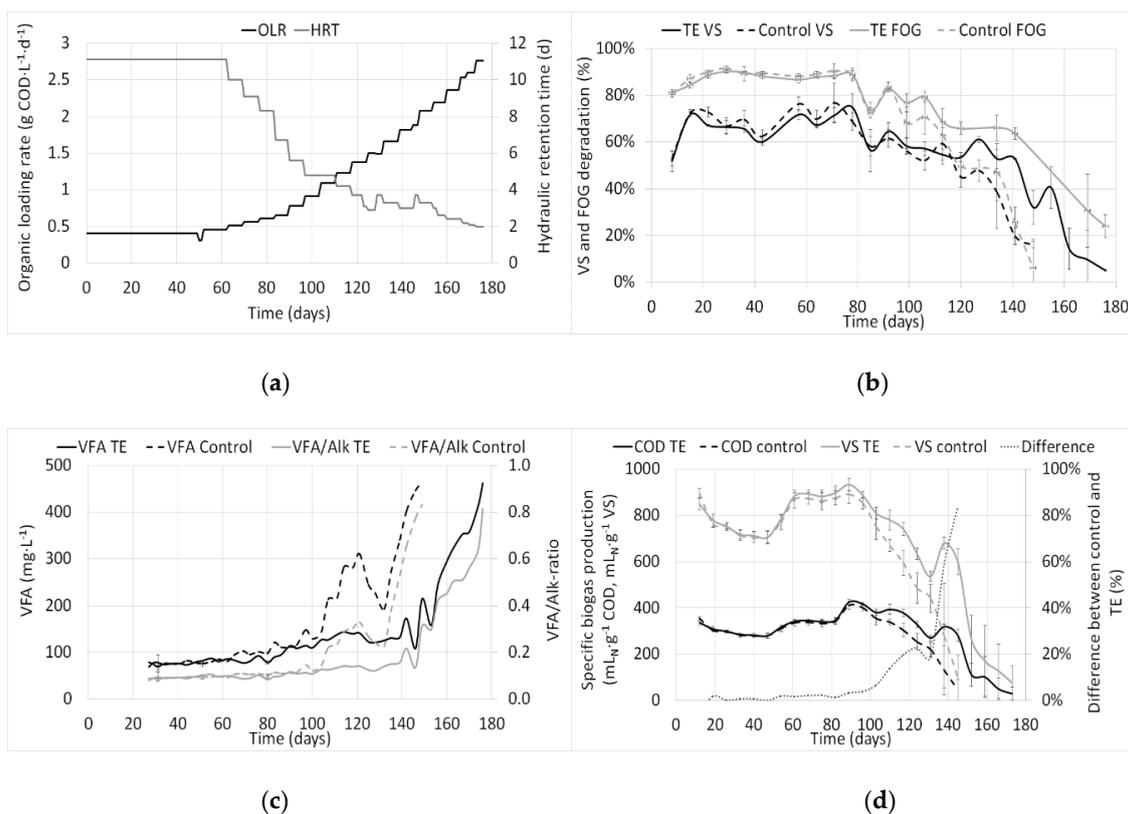 OLR HRT
Organic loading rate (g COD·L⁻¹·d⁻¹)
3
2.5
2
1.5
1
0.5
0
12
10
8
6
4
2
0
Hydraulic retention time (d)
0 20 40 60 80 100 120 140 160 180
Time (days)
(a)
TE VS Control VS TE FOG Control FOG
VS and FOG degradation (%)
100%
80%
60%
40%
20%
0%
0 20 40 60 80 100 120 140 160 180
Time (days)
(b)
VFA TE VFA Control VFA/Alk TE VFA/Alk Control
VFA (mg·L⁻¹)
500
400
300
200
100
0
1.0
0.8
0.6
0.4
0.2
0.0
VFA/Alk-ratio
0 20 40 60 80 100 120 140 160 180
Time (days)
(c)
COD TE COD control VS TE VS control Difference
Specific biogas production
(mL_N·g⁻¹ COD, mL_N·g⁻¹ VS)
1000
800
600
400
200
0
100%
80%
60%
40%
20%
0%
Difference between control and
TE (%)
0 20 40 60 80 100 120 140 160 180
Time (days)
(d)